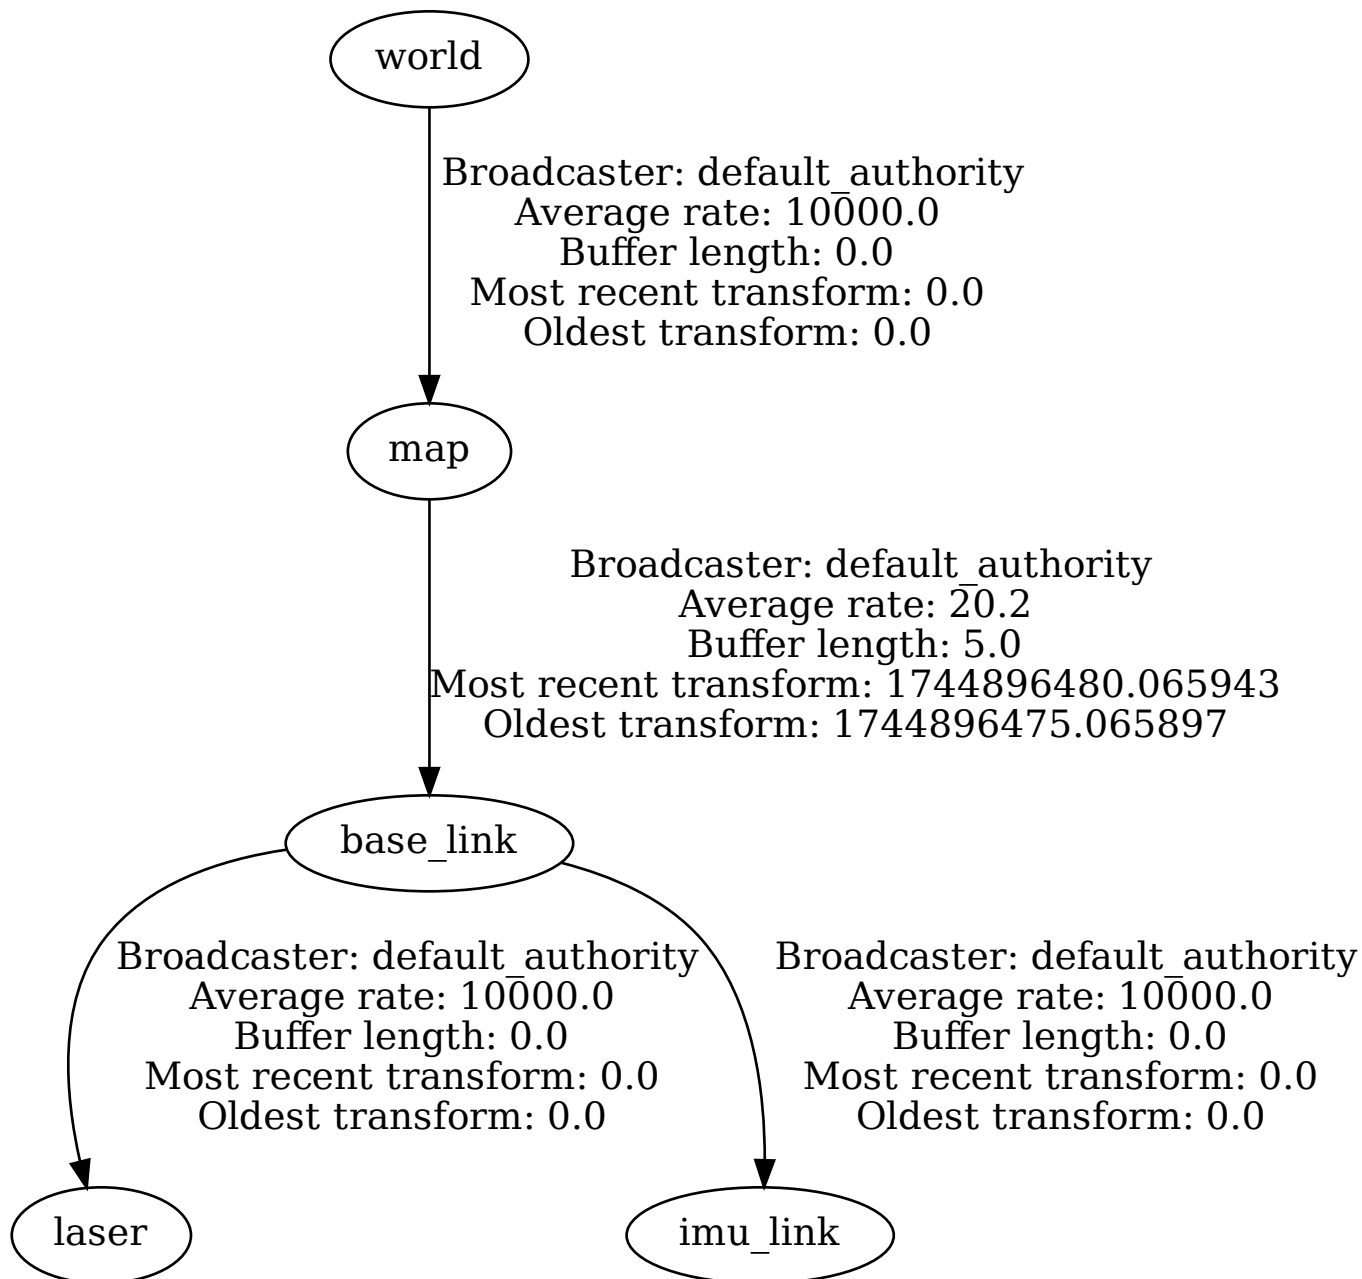 world
Broadcaster: default_authority
Average rate: 10000.0
Buffer length: 0.0
Most recent transform: 0.0
Oldest transform: 0.0
map
Broadcaster: default_authority
Average rate: 20.2
Buffer length: 5.0
Most recent transform: 1744896480.065943
Oldest transform: 1744896475.065897
base_link
Broadcaster: default_authority
Average rate: 10000.0
Buffer length: 0.0
Most recent transform: 0.0
Oldest transform: 0.0
Broadcaster: default_authority
Average rate: 10000.0
Buffer length: 0.0
Most recent transform: 0.0
Oldest transform: 0.0
laser
imu_link